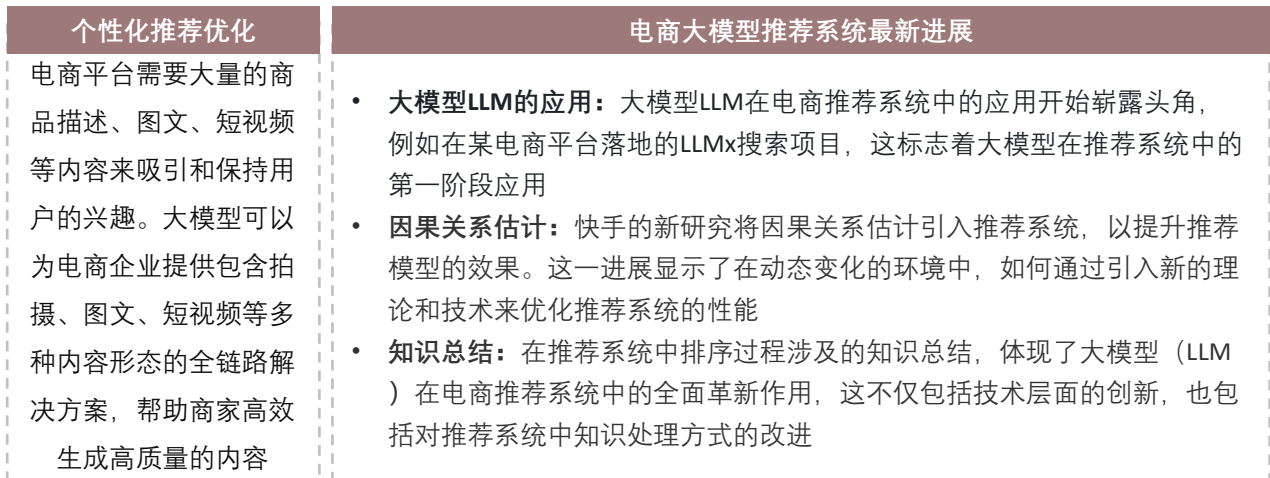 个性化推荐优化
电商平台需要大量的商
品描述、图文、短视频
等内容来吸引和保持用
户的兴趣。大模型可以
为电商企业提供包含拍
摄、图文、短视频等多
种内容形态的全链路解
决方案，帮助商家高效
生成高质量的内容
电商大模型推荐系统最新进展
• 大模型LLM的应用：大模型LLM在电商推荐系统中的应用开始崭露头角，
例如在某电商平台落地的LLMx搜索项目，这标志着大模型在推荐系统中的
第一阶段应用
• 因果关系估计：快手的新研究将因果关系估计引入推荐系统，以提升推荐
模型的效果。这一进展显示了在动态变化的环境中，如何通过引入新的理
论和技术来优化推荐系统的性能
• 知识总结：在推荐系统中排序过程涉及的知识总结，体现了大模型（LLM
）在电商推荐系统中的全面革新作用，这不仅包括技术层面的创新，也包
括对推荐系统中知识处理方式的改进